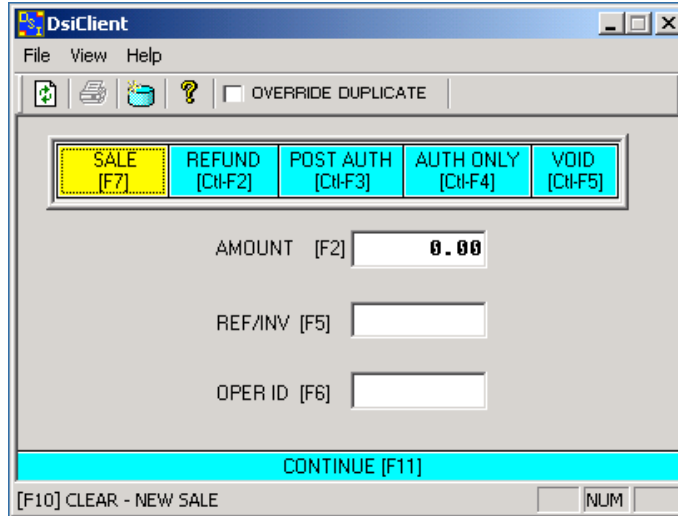 DSI DsiClient
File View Help
? OVERRIDE DUPLICATE
SALE REFUND POST AUTH AUTH ONLY VOID
[F7] [Ctl-F2] [Ctl-F3] [Ctl-F4] [Ctl-F5]
AMOUNT [F2] 0.00
REF/INV [F5]
OPER ID [F6]
CONTINUE [F11]
[F10] CLEAR - NEW SALE NUM